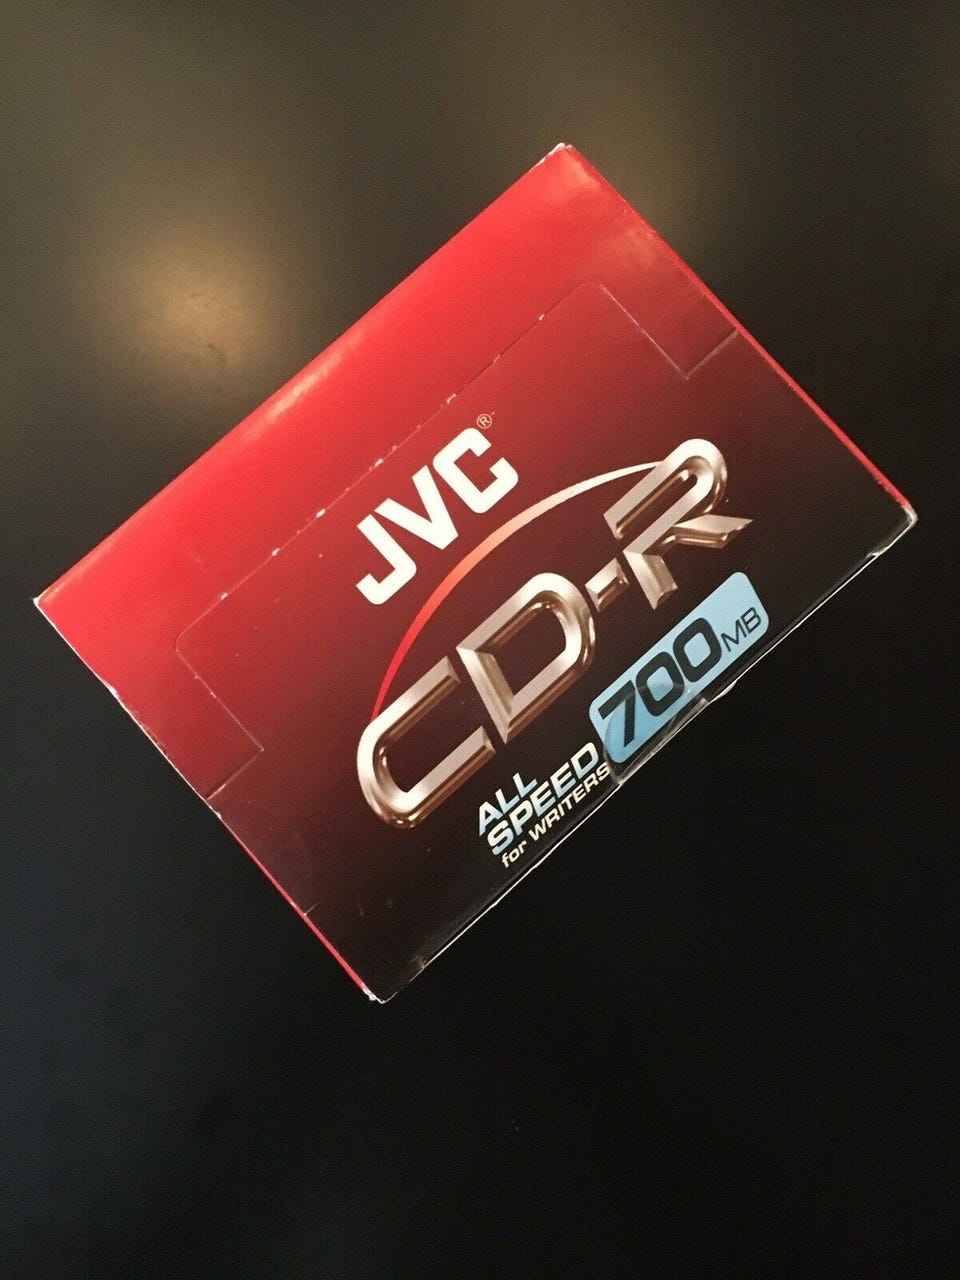 JVC®
CD-R
700MB
ALL
SPEED
for WRITERS